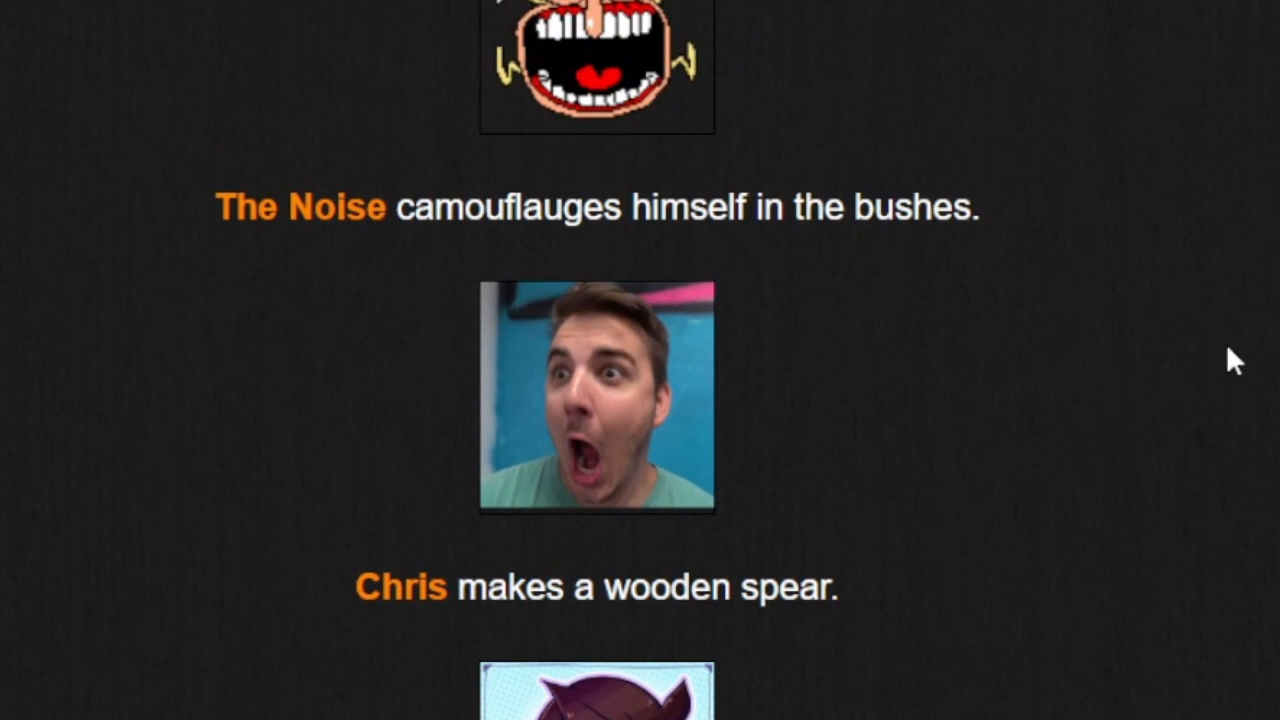 The Noise camouflauges himself in the bushes.
Chris makes a wooden spear.